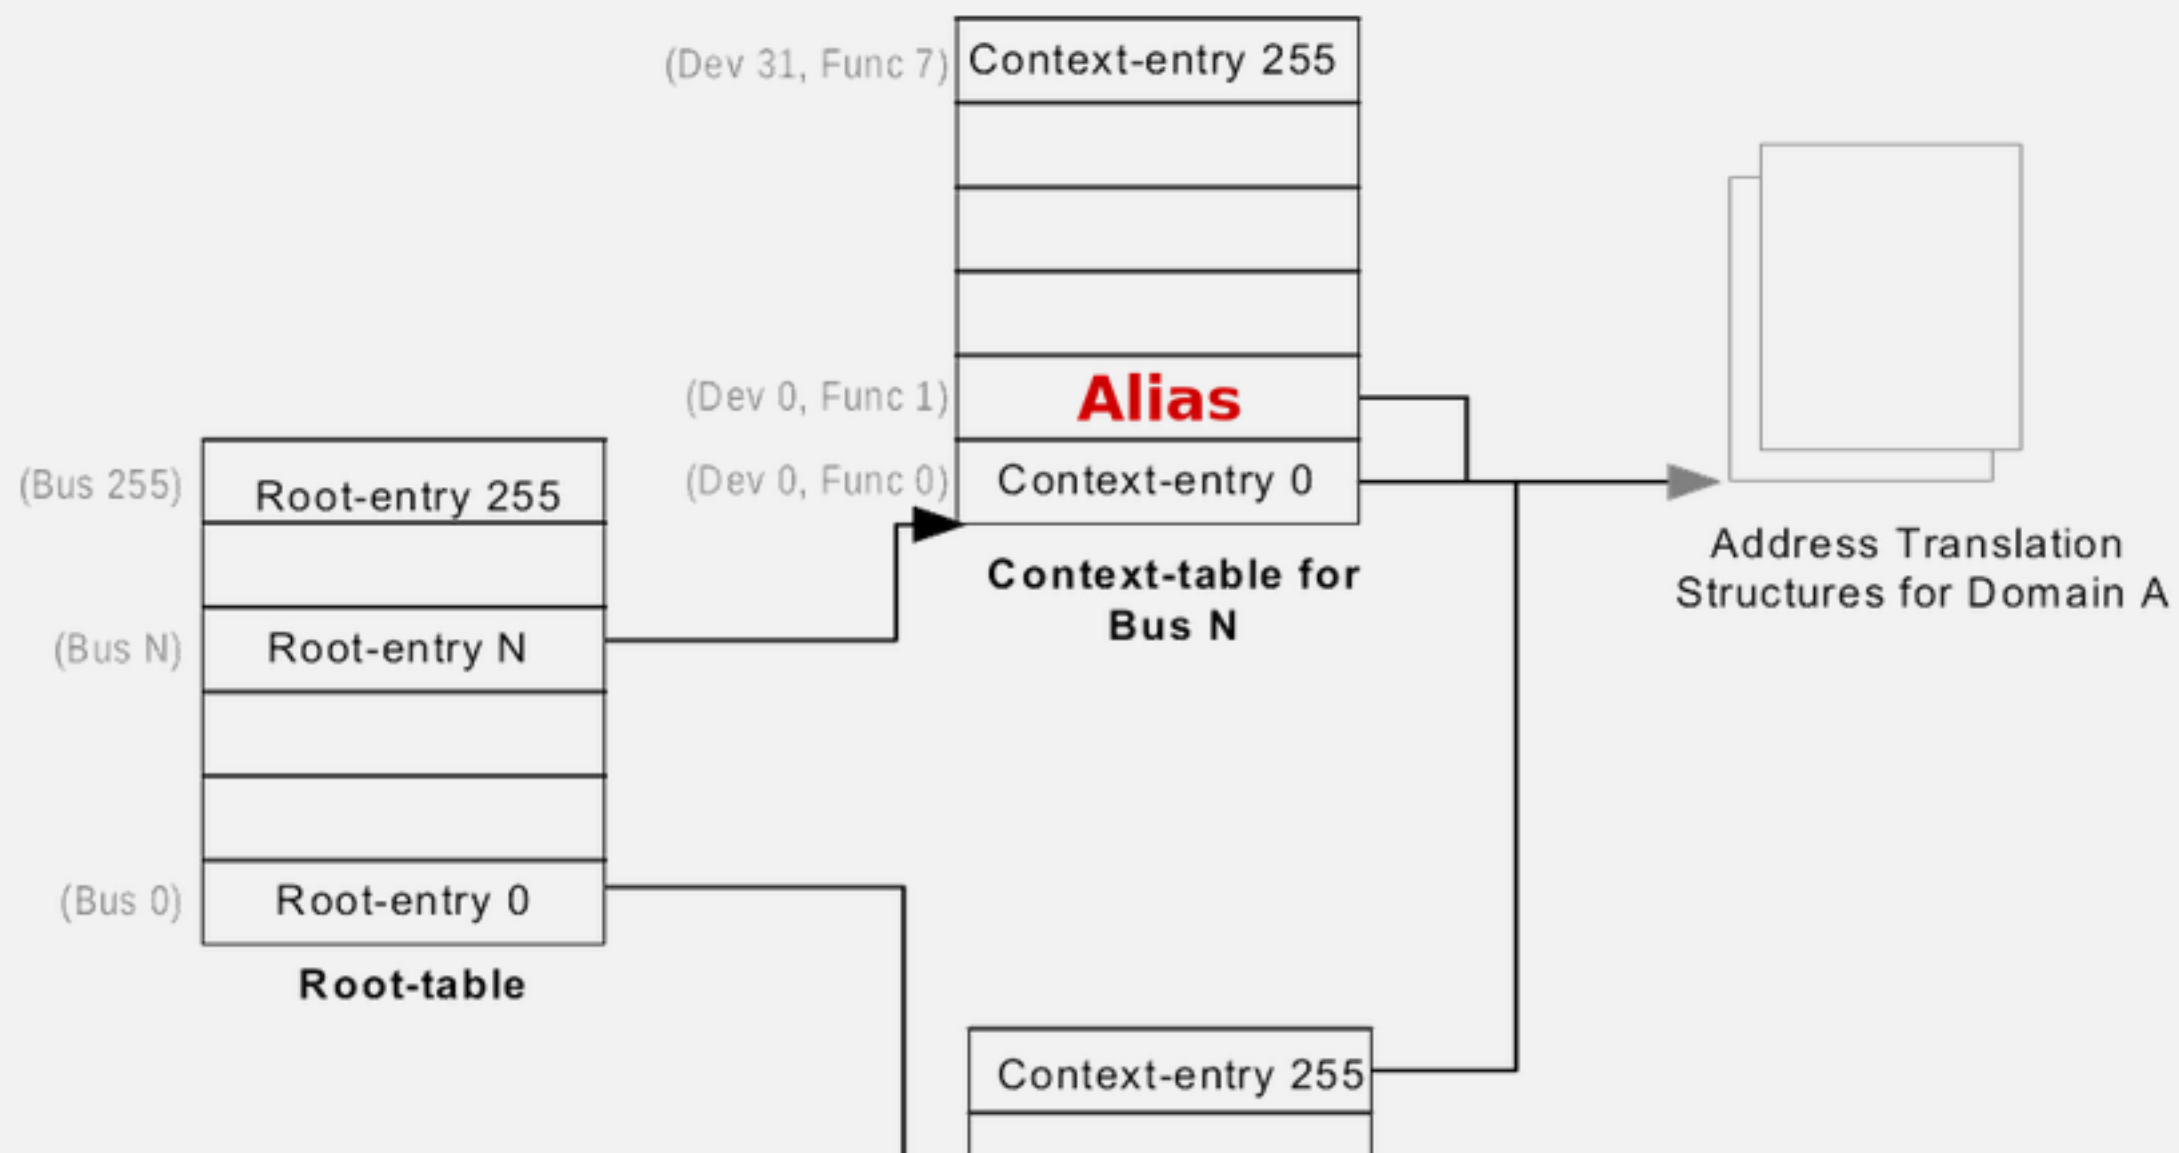 (Dev 31, Func 7)
Context-entry 255
(Dev 0, Func 1)
Alias
(Dev 0, Func 0)
Context-entry 0
Context-table for
Bus N
Address Translation
Structures for Domain A
(Bus 255)
Root-entry 255
(Bus N)
Root-entry N
(Bus 0)
Root-entry 0
Root-table
Context-entry 255